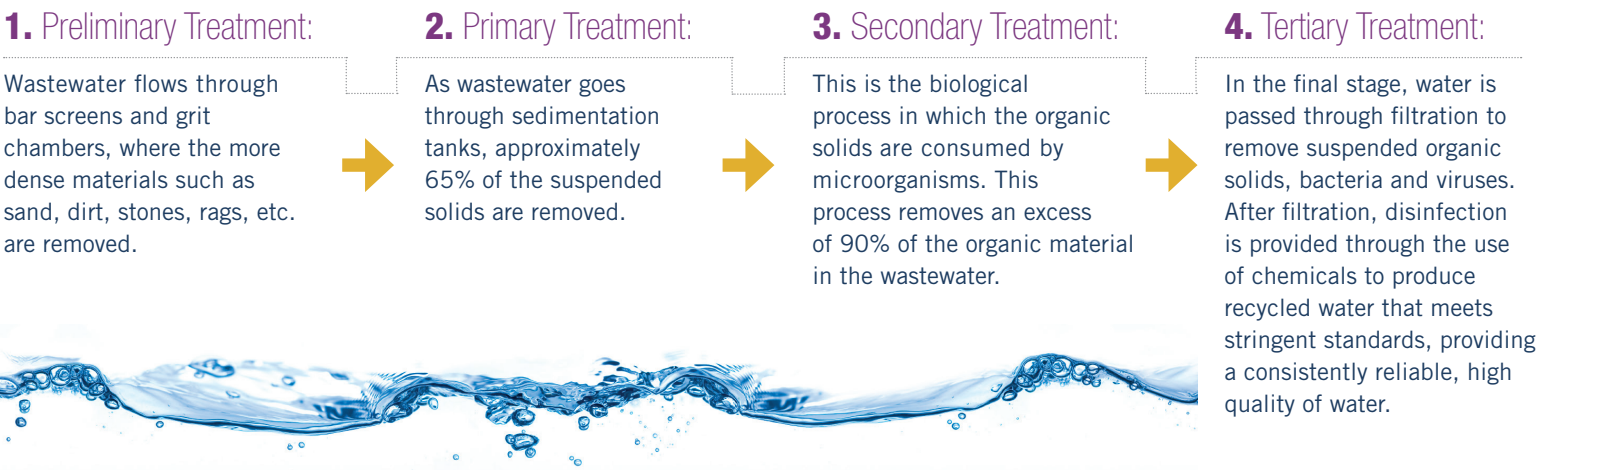 1. Preliminary Treatment:
Wastewater flows through
bar screens and grit
chambers, where the more
dense materials such as
sand, dirt, stones, rags, etc.
are removed.
2. Primary Treatment:
As wastewater goes
through sedimentation
tanks, approximately
65% of the suspended
solids are removed.
3. Secondary Treatment:
This is the biological
process in which the organic
solids are consumed by
microorganisms. This
process removes an excess
of 90% of the organic material
in the wastewater.
4. Tertiary Treatment:
In the final stage, water is
passed through filtration to
remove suspended organic
solids, bacteria and viruses.
After filtration, disinfection
is provided through the use
of chemicals to produce
recycled water that meets
stringent standards, providing
a consistently reliable, high
quality of water.